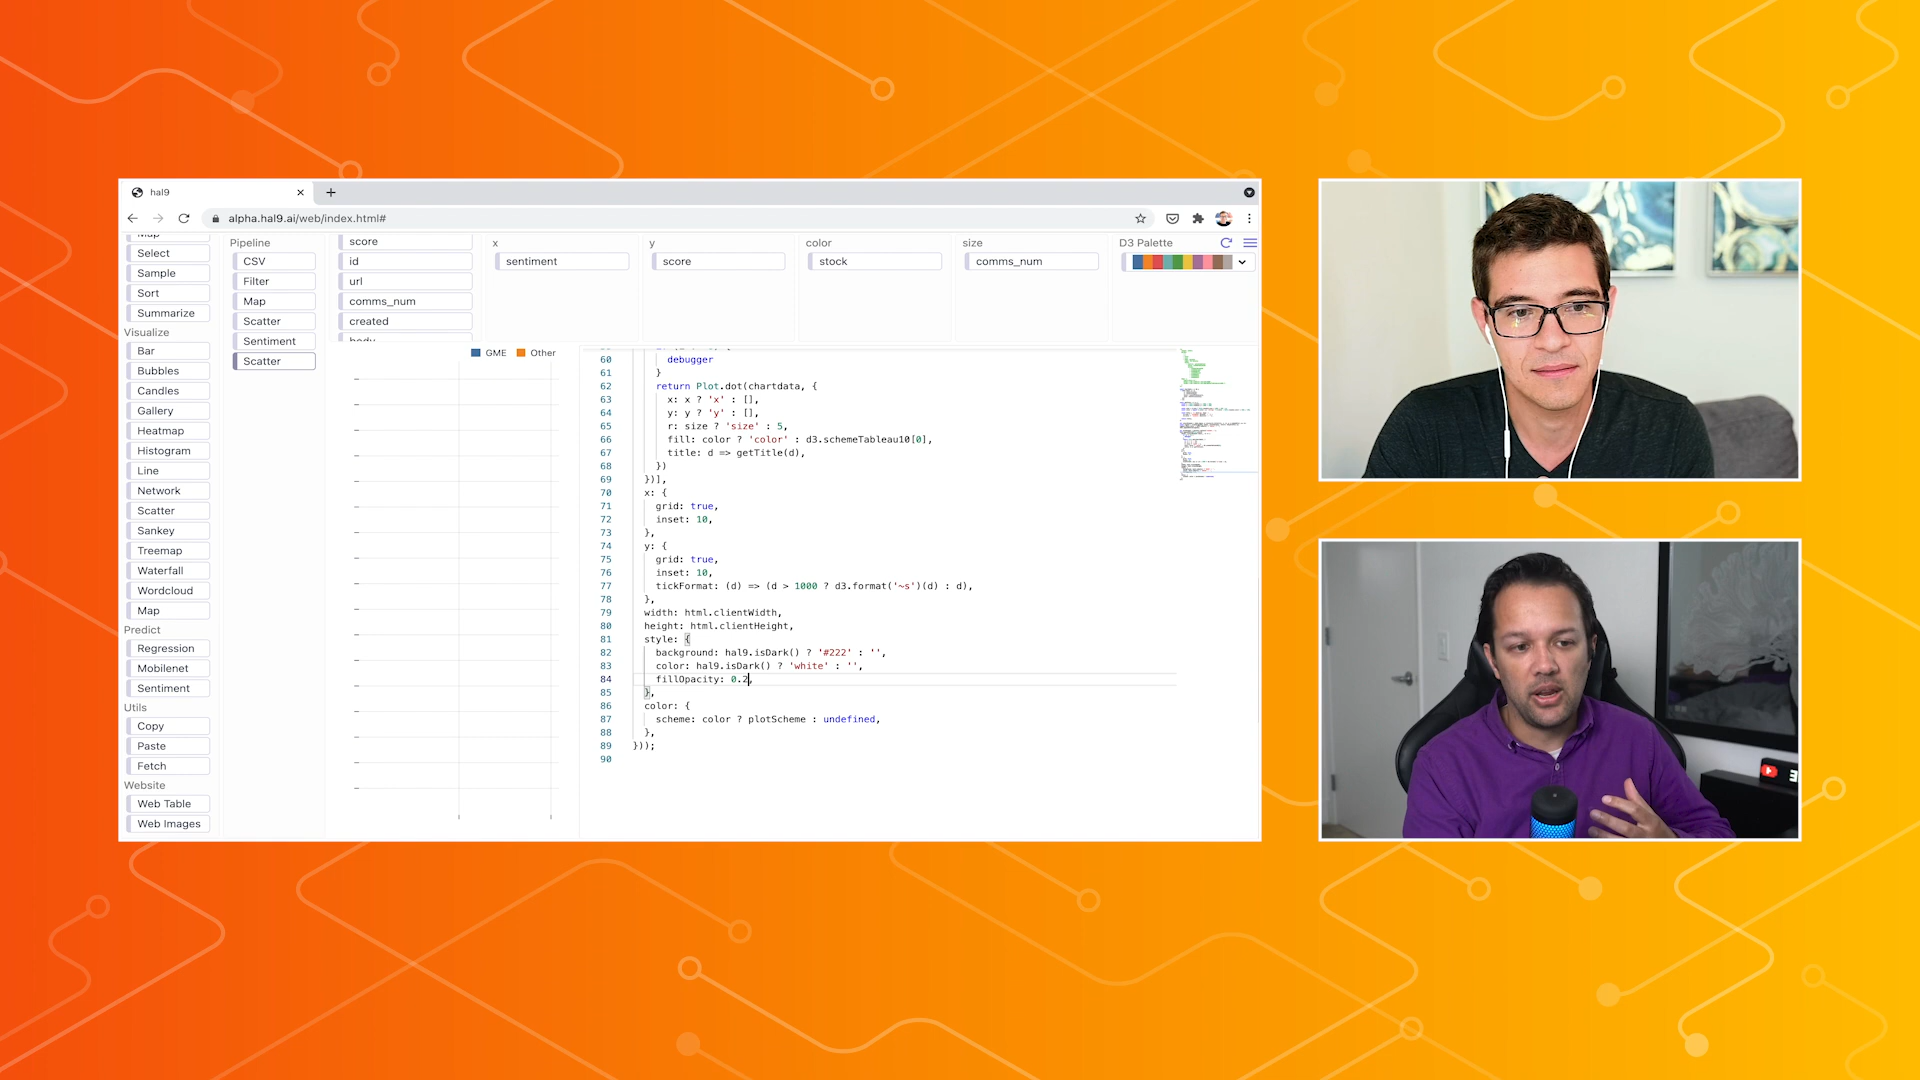 hal9
alpha.hal9.ai/web/index.html#
Select
Sample
Sort
Summarize
Visualize
Bar
Bubbles
Candles
Gallery
Heatmap
Histogram
Line
Network
Scatter
Sankey
Treemap
Waterfall
Wordcloud
Map
Predict
Regression
Mobilenet
Sentiment
Utils
Copy
Paste
Fetch
Website
Web Table
Web Images
Pipeline
CSV
Filter
Map
Scatter
Sentiment
Scatter
score
id
url
comms_num
created
x
sentiment
y
score
color
stock
size
comms_num
D3 Palette
GME
Other
60 debugger
61 }
62 return Plot.dot(chartdata, {
63 x: x ? 'x' : [],
64 y: y ? 'y' : [],
65 r: size ? 'size' : 5,
66 fill: color ? 'color' : d3.schemeTableau10[0],
67 title: d => getTitle(d),
68 })
69 })],
70 x: {
71 grid: true,
72 inset: 10,
73 },
74 y: {
75 grid: true,
76 inset: 10,
77 tickFormat: (d) => (d > 1000 ? d3.format('~s')(d) : d),
78 },
79 width: html.clientWidth,
80 height: html.clientHeight,
81 style: {
82 background: hal9.isDark() ? '#222' : '',
83 color: hal9.isDark() ? 'white' : '',
84 fillOpacity: 0.2,
85 },
86 color: {
87 scheme: color ? plotScheme : undefined,
88 },
89 }));
90